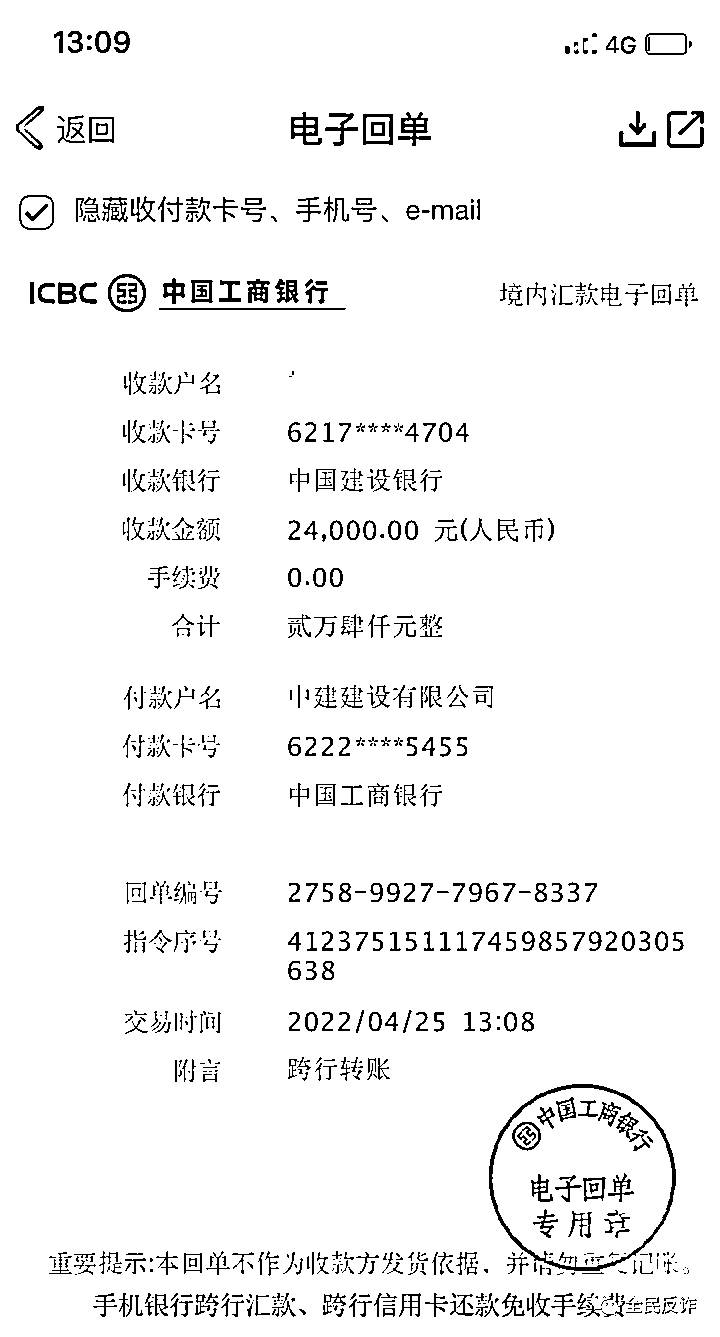 13:09
4G
返回
电子回单
隐藏收付款卡号、手机号、e-mail
ICBC 中国工商银行
境内汇款电子回单
收款户名
收款卡号 6217****4704
收款银行 中国建设银行
收款金额 24,000.00 元(人民币)
手续费 0.00
合计 贰万肆仟元整
付款户名 中建建设有限公司
付款卡号 6222****5455
付款银行 中国工商银行
回单编号 2758-9927-7967-8337
指令序号 412375151117459857920305
638
交易时间 2022/04/25 13:08
附言 跨行转账
中国工商银行
电子回单
专用章
重要提示:本回单不作为收款方发货依据，并请勿重复记账。
手机银行跨行汇款、跨行信用卡还款免收手续费
全民反诈